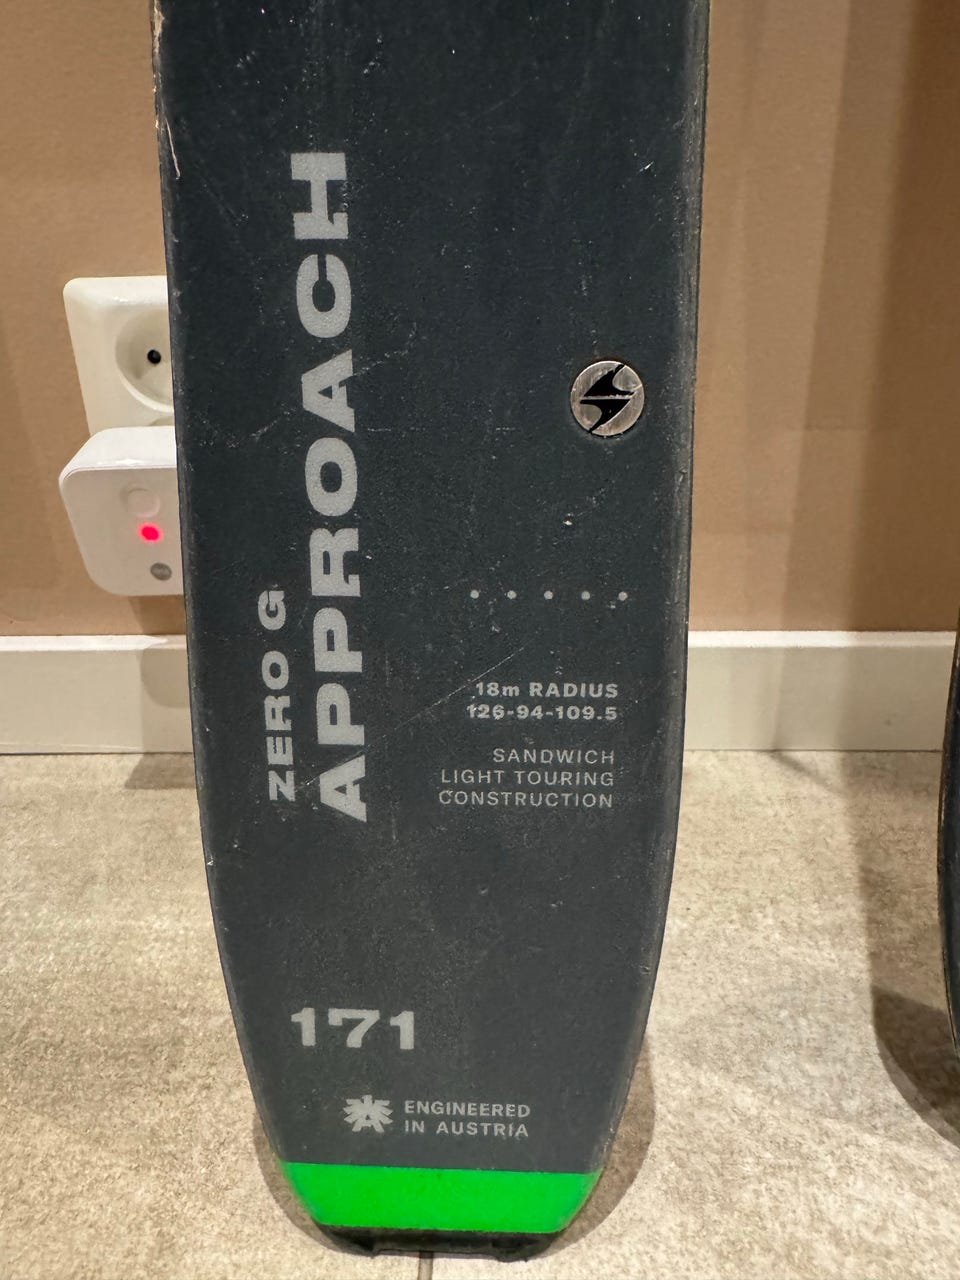 ZERO G
APPROACH
18m RADIUS
126-94-109.5
SANDWICH
LIGHT TOURING
CONSTRUCTION
171
ENGINEERED
IN AUSTRIA